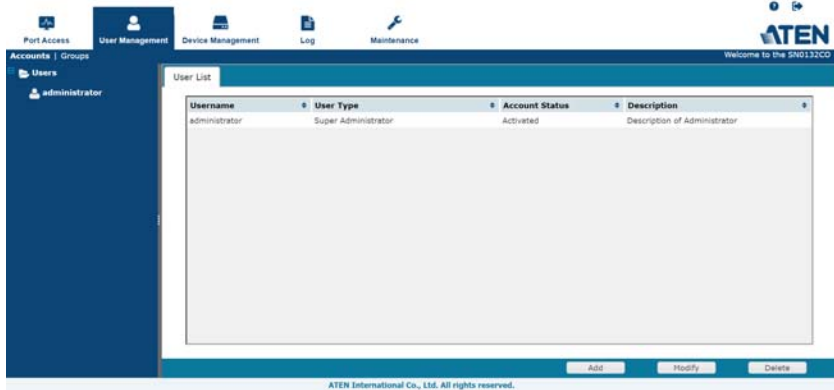 Port Access
User Management
Device Management
Log
Maintenance
ATEN
Accounts | Groups
Welcome to the SN0132CO
Users
administrator
User List
Username User Type Account Status Description
administrator Super Administrator Activated Description of Administrator
Add Modify Delete
ATEN International Co., Ltd. All rights reserved.